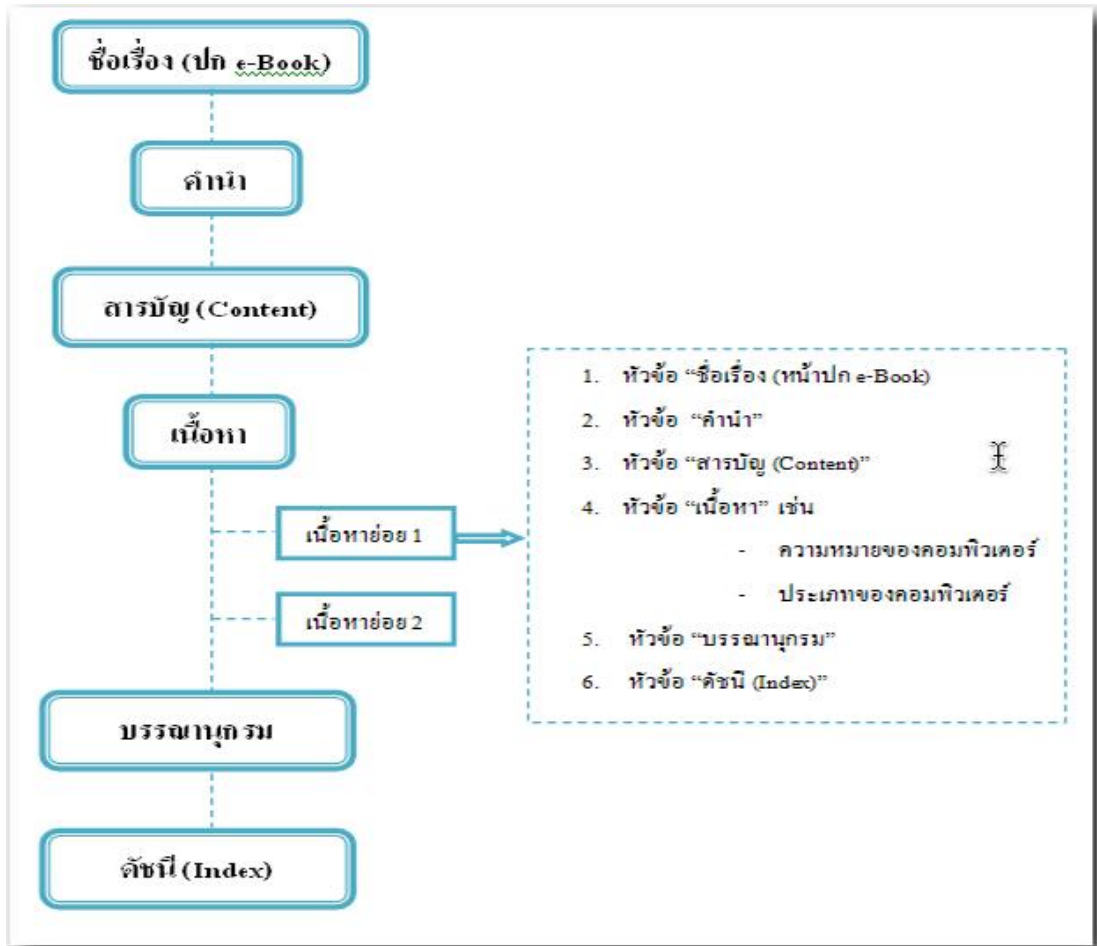 ชื่อเรื่อง (ปก e-Book)
คำนำ
สารบัญ (Content)
เนื้อหา
เนื้อหาย่อย 1
เนื้อหาย่อย 2
บรรณานุกรม
ดัชนี (Index)
1. หัวข้อ “ชื่อเรื่อง (หน้าปก e-Book)
2. หัวข้อ “คำนำ”
3. หัวข้อ “สารบัญ (Content)”
4. หัวข้อ “เนื้อหา” เช่น
- ความหมายของคอมพิวเตอร์
- ประเภทของคอมพิวเตอร์
5. หัวข้อ “บรรณานุกรม”
6. หัวข้อ “ดัชนี (Index)”